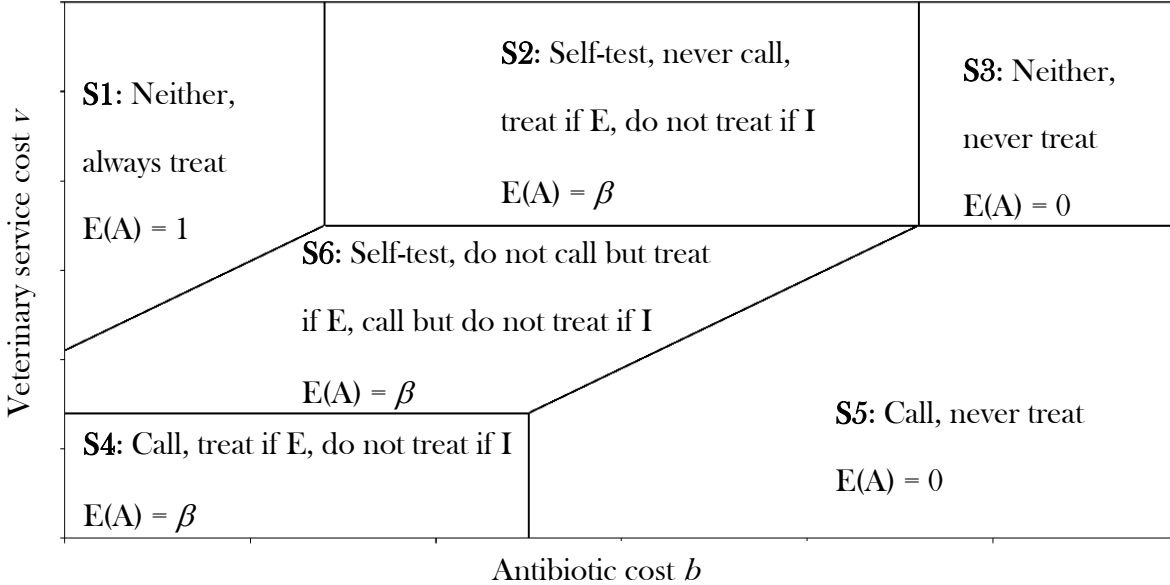 S1: Neither,
always treat
E(A) = 1
S2: Self-test, never call,
treat if E, do not treat if I
E(A) = β
S3: Neither,
never treat
E(A) = 0
S6: Self-test, do not call but treat
if E, call but do not treat if I
E(A) = β
S4: Call, treat if E, do not treat if I
E(A) = β
S5: Call, never treat
E(A) = 0
Veterinary service cost v
Antibiotic cost b